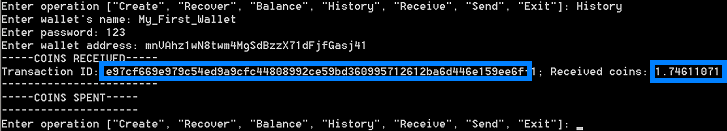 Enter operation ["Create", "Recover", "Balance", "History", "Receive", "Send", "Exit"]: History
Enter wallet's name: My_First_Wallet
Enter password: 123
Enter wallet address: mnVAhz1wN8twm4MgSdBzzX71dFjfGasj41
-----COINS RECEIVED-----
Transaction ID: e97cf669e979c54ed9a9cfc44808992ce59bd360995712612ba6d446e159ee6f1; Received coins: 1.74611071
------------------------
-----COINS SPENT-----
---------------------
Enter operation ["Create", "Recover", "Balance", "History", "Receive", "Send", "Exit"]: